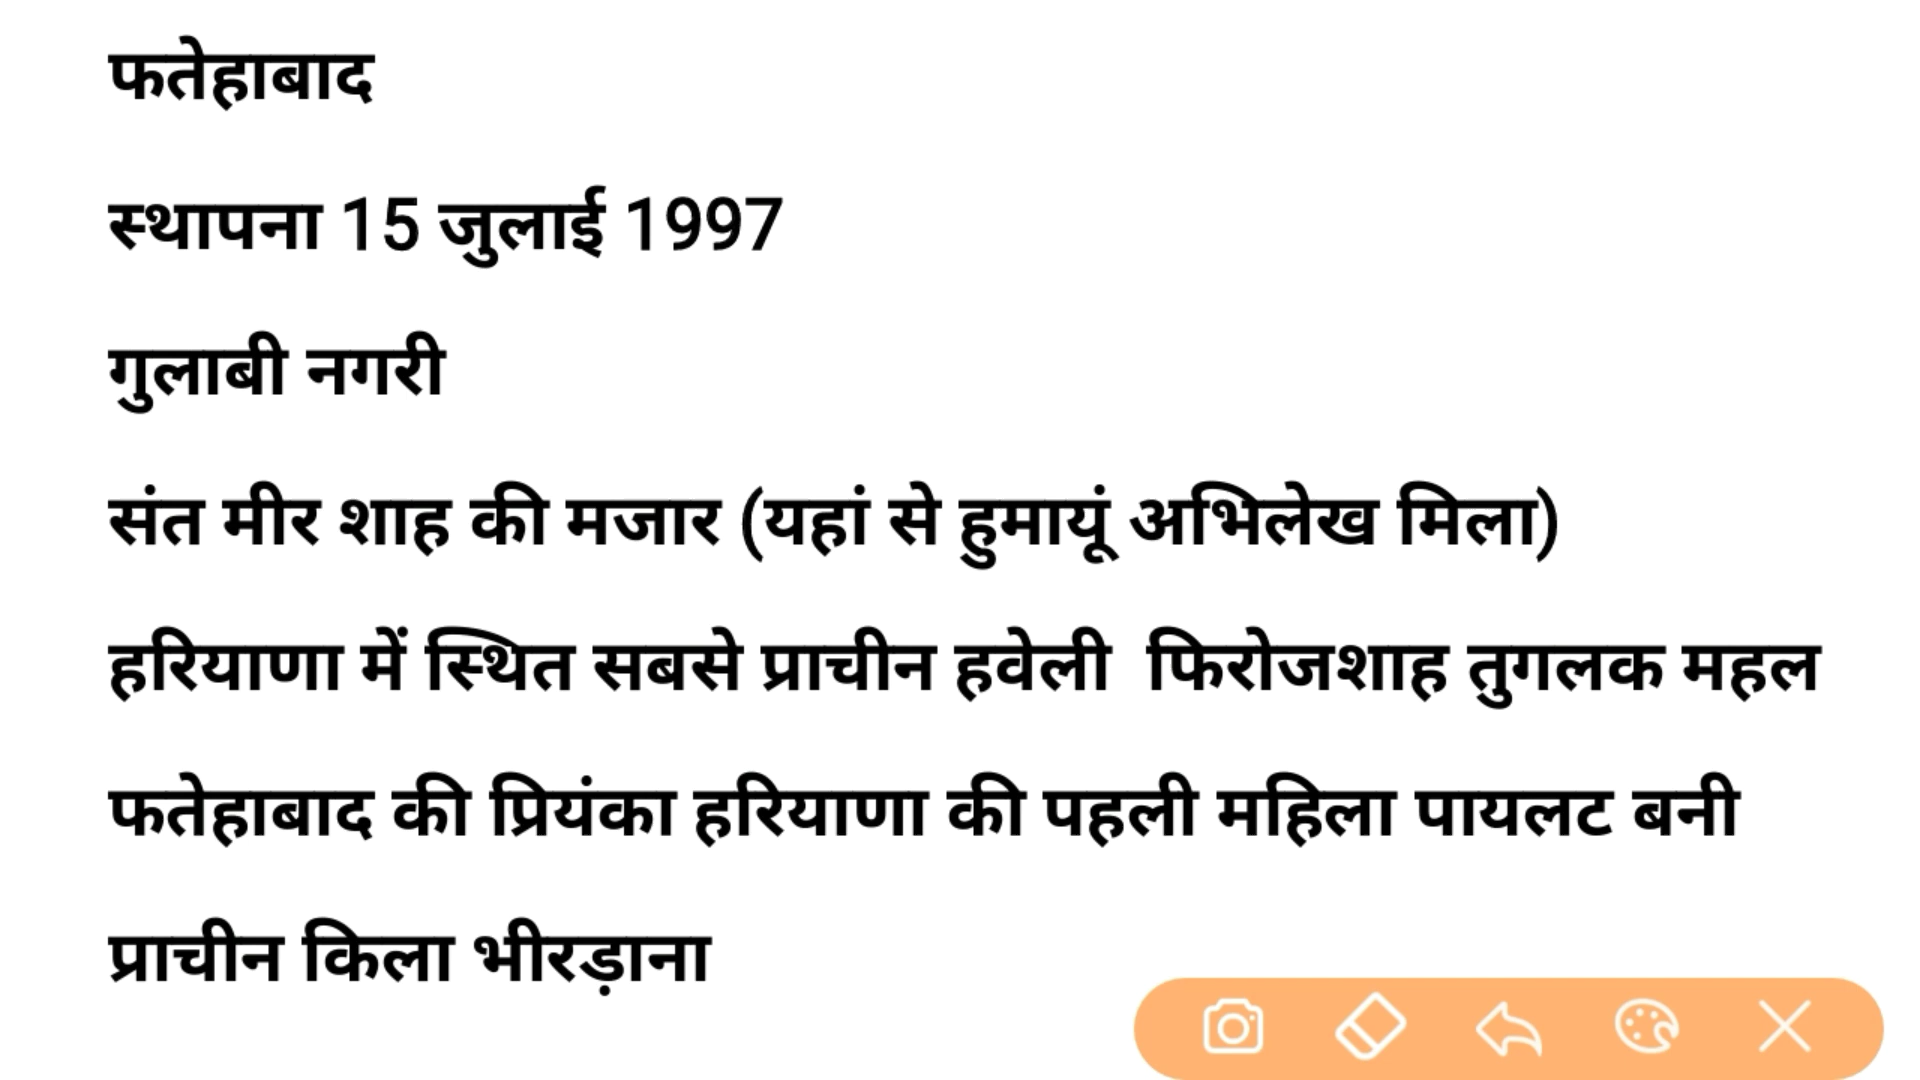 फतेहाबाद
स्थापना 15 जुलाई 1997
गुलाबी नगरी
संत मीर शाह की मजार (यहां से हुमायूं अभिलेख मिला)
हरियाणा में स्थित सबसे प्राचीन हवेली  फिरोजशाह तुगलक महल
फतेहाबाद की प्रियंका हरियाणा की पहली महिला पायलट बनी
प्राचीन किला भीरड़ाना